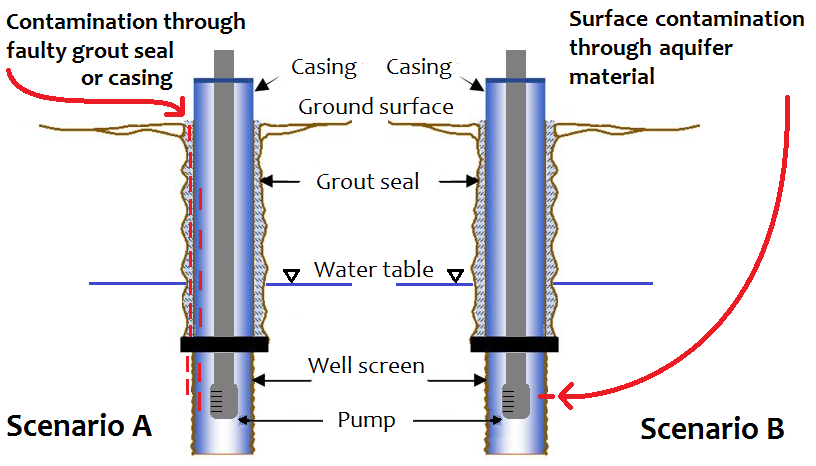 Contamination through
faulty grout seal
or casing
Surface contamination
through aquifer
material
Casing
Casing
Ground surface
Grout seal
Water table
Well screen
Pump
Scenario A
Scenario B